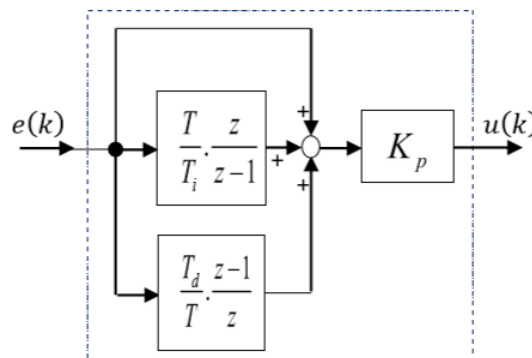 +
e(k)
T/T_i . z/(z−1)
+
K_p
u(k)
+
T_d/T . (z−1)/z